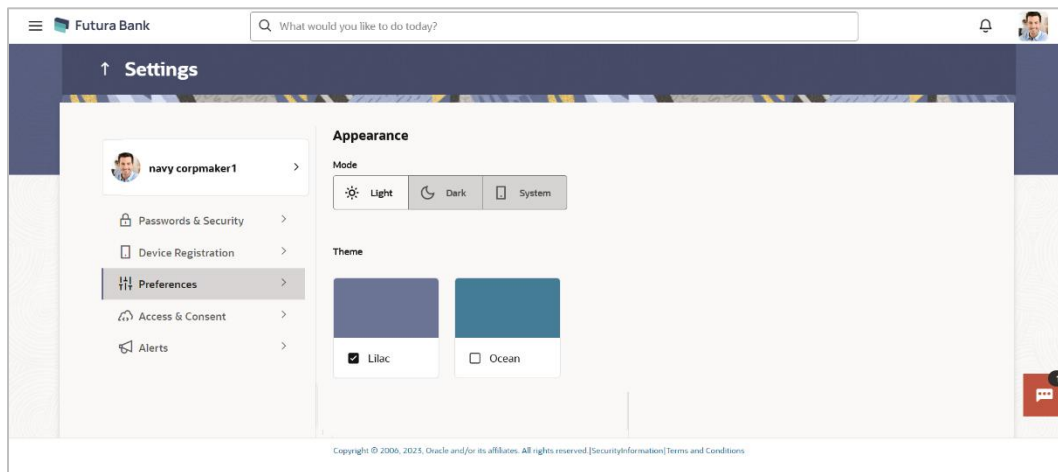 Futura Bank
What would you like to do today?
↑ Settings
navy corpmaker1
Passwords & Security
Device Registration
Preferences
Access & Consent
Alerts
Appearance
Mode
Light Dark System
Theme
Lilac Ocean
Copyright © 2006, 2023, Oracle and/or its affiliates. All rights reserved.|SecurityInformation|Terms and Conditions